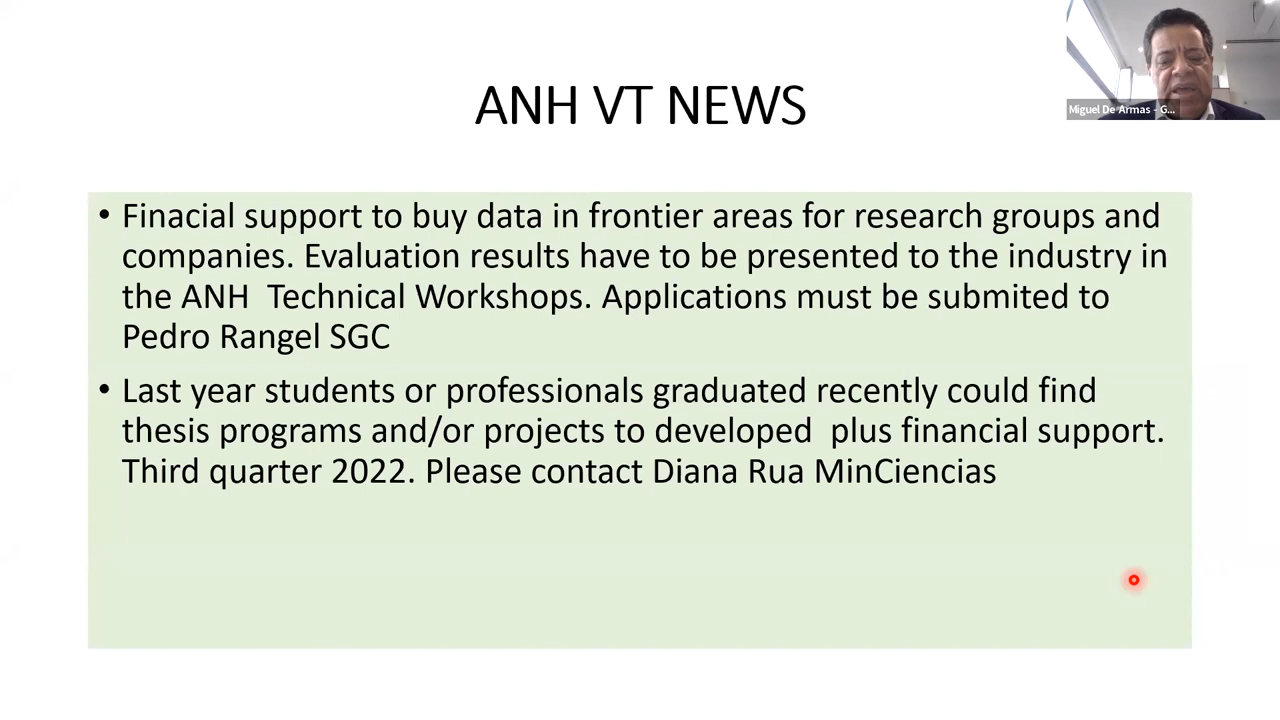 ANH VT NEWS
Miguel De Armas - G...
• Finacial support to buy data in frontier areas for research groups and
companies. Evaluation results have to be presented to the industry in
the ANH  Technical Workshops. Applications must be submited to
Pedro Rangel SGC
• Last year students or professionals graduated recently could find
thesis programs and/or projects to developed  plus financial support.
Third quarter 2022. Please contact Diana Rua MinCiencias